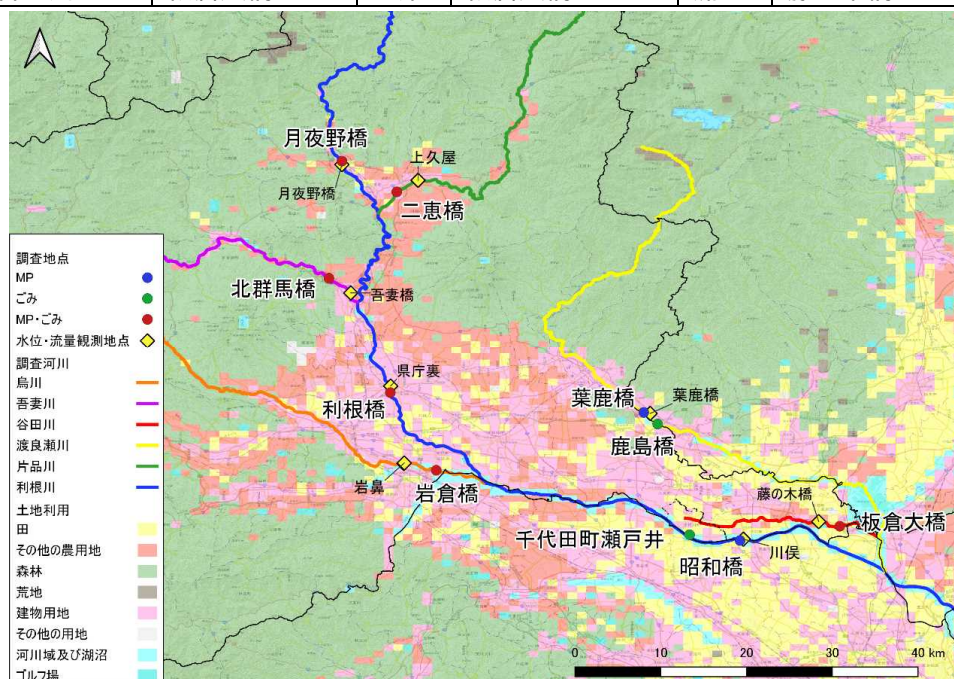 月夜野橋
上久屋
月夜野橋
二恵橋
北群馬橋
吾妻橋
県庁裏
利根橋
葉鹿橋
葉鹿橋
鹿島橋
岩鼻
岩倉橋
藤の木橋
板倉大橋
千代田町瀬戸井
昭和橋
川俣
調査地点
MP
ごみ
MP・ごみ
水位・流量観測地点
調査河川
烏川
吾妻川
谷田川
渡良瀬川
片品川
利根川
土地利用
田
その他の農用地
森林
荒地
建物用地
その他の用地
河川域及び湖沼
ゴルフ場
0 10 20 30 40 km